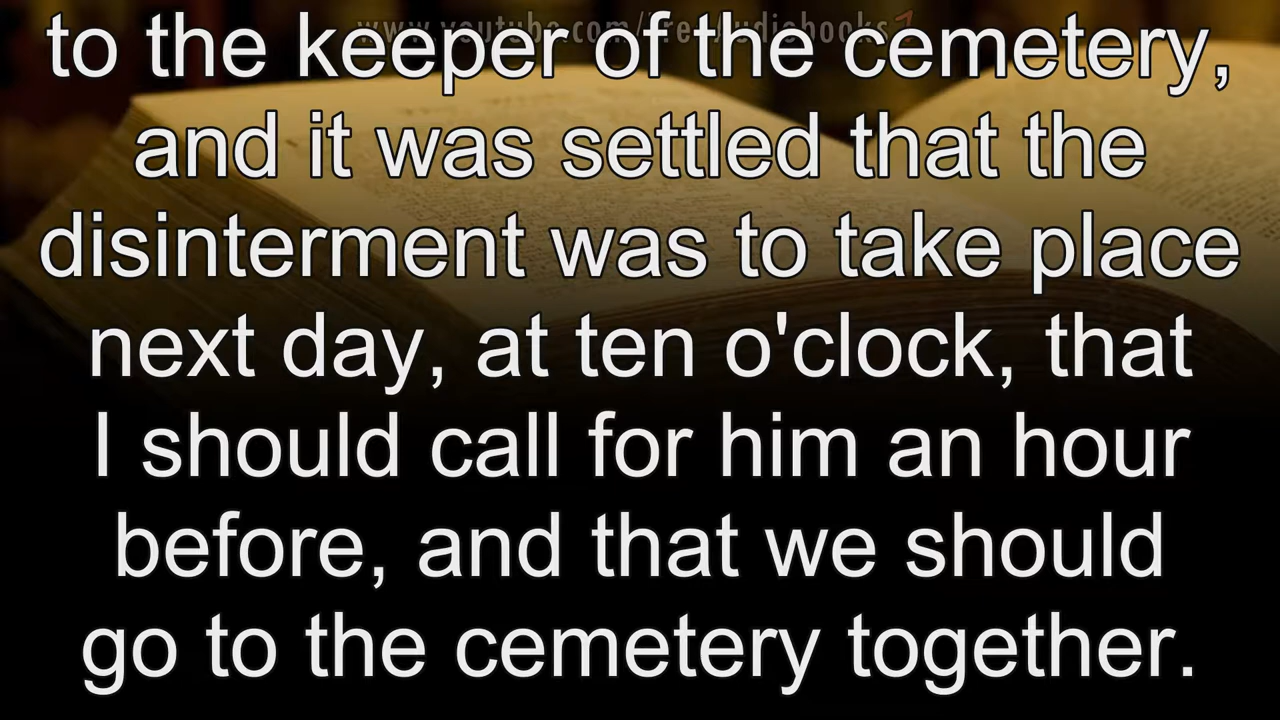 www.youtube.com/FreeAudiobooks
to the keeper of the cemetery,
and it was settled that the
disinterment was to take place
next day, at ten o'clock, that
I should call for him an hour
before, and that we should
go to the cemetery together.